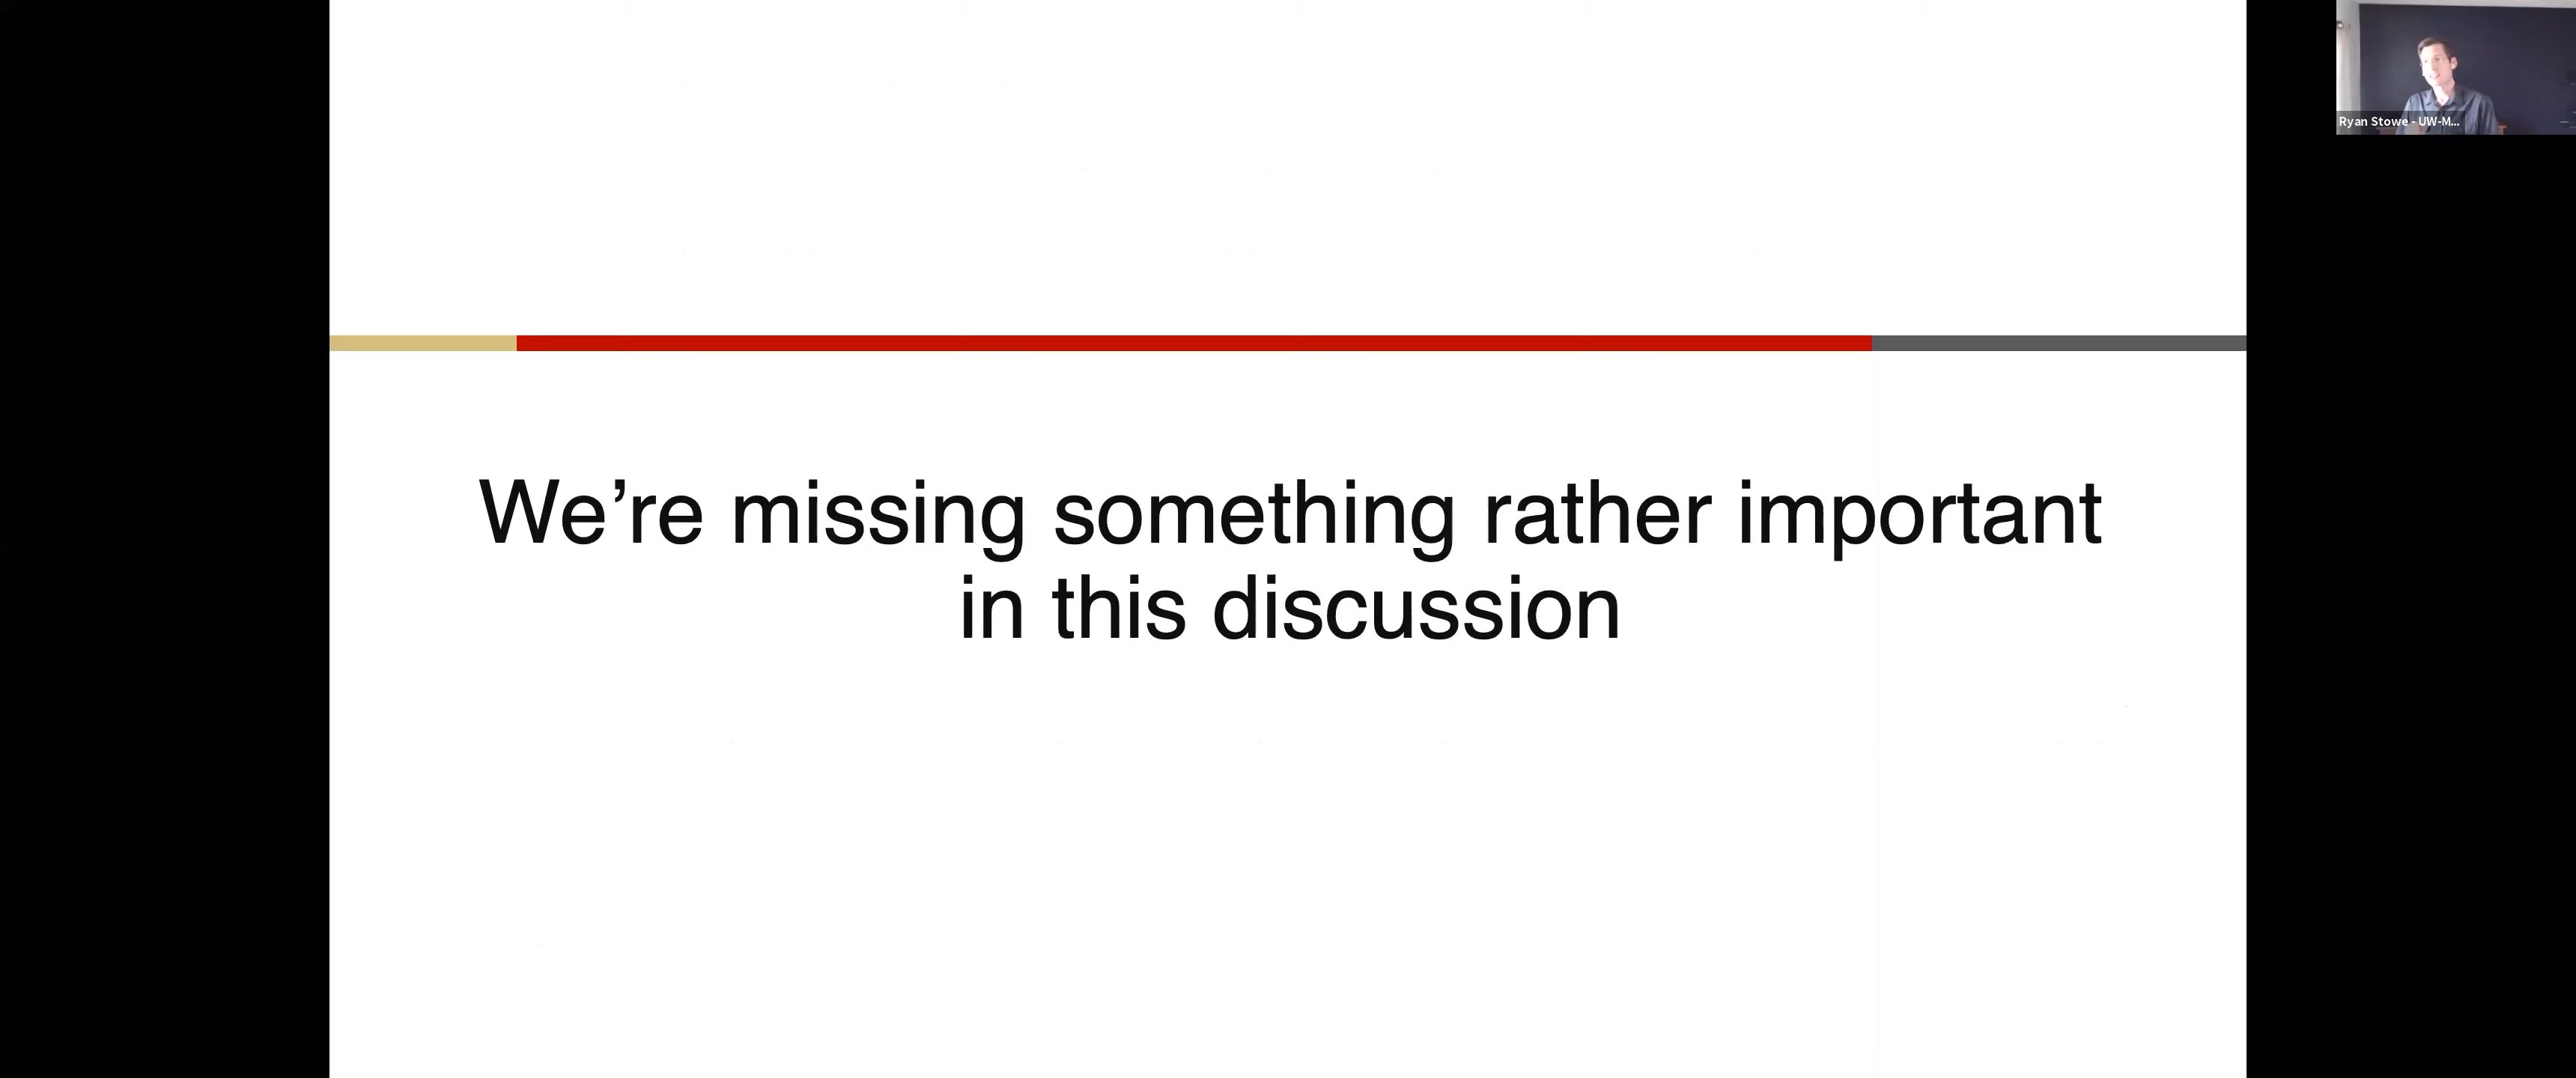 Ryan Stowe - UW-M...
We’re missing something rather important
in this discussion